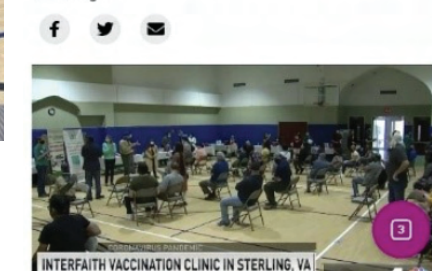 CORONAVIRUS PANDEMIC
INTERFAITH VACCINATION CLINIC IN STERLING, VA
3